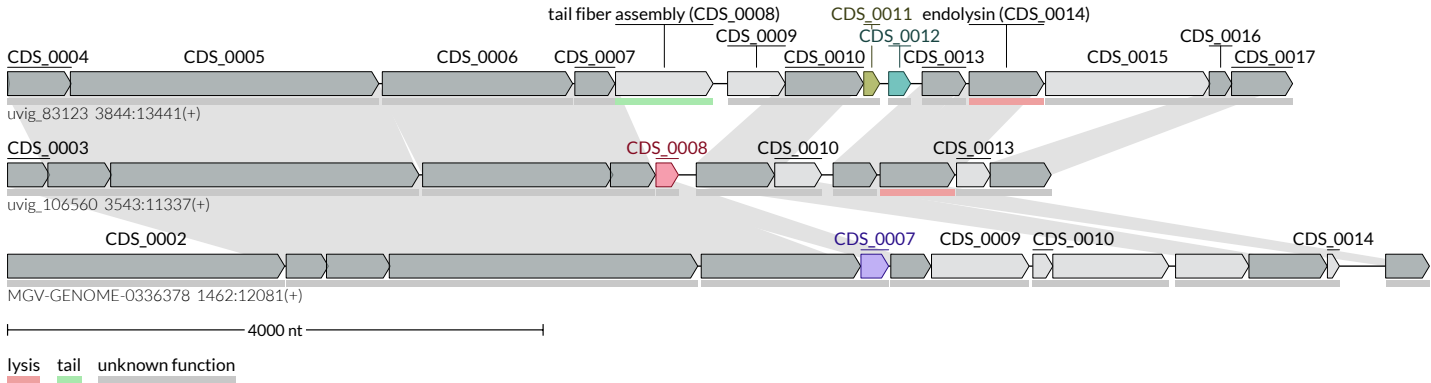 tail fiber assembly (CDS_0008) CDS_0011 endolysin (CDS_0014)
CDS_0009 CDS_0012 CDS_0016
CDS_0004 CDS_0005 CDS_0006 CDS_0007 CDS_0010 CDS_0013 CDS_0015 CDS_0017
uvig_83123 3844:13441(+)
CDS_0003 CDS_0008 CDS_0010 CDS_0013
uvig_106560 3543:11337(+)
CDS_0002 CDS_0007 CDS_0009 CDS_0010 CDS_0014
MGV-GENOME-0336378 1462:12081(+)
4000 nt
lysis tail unknown function